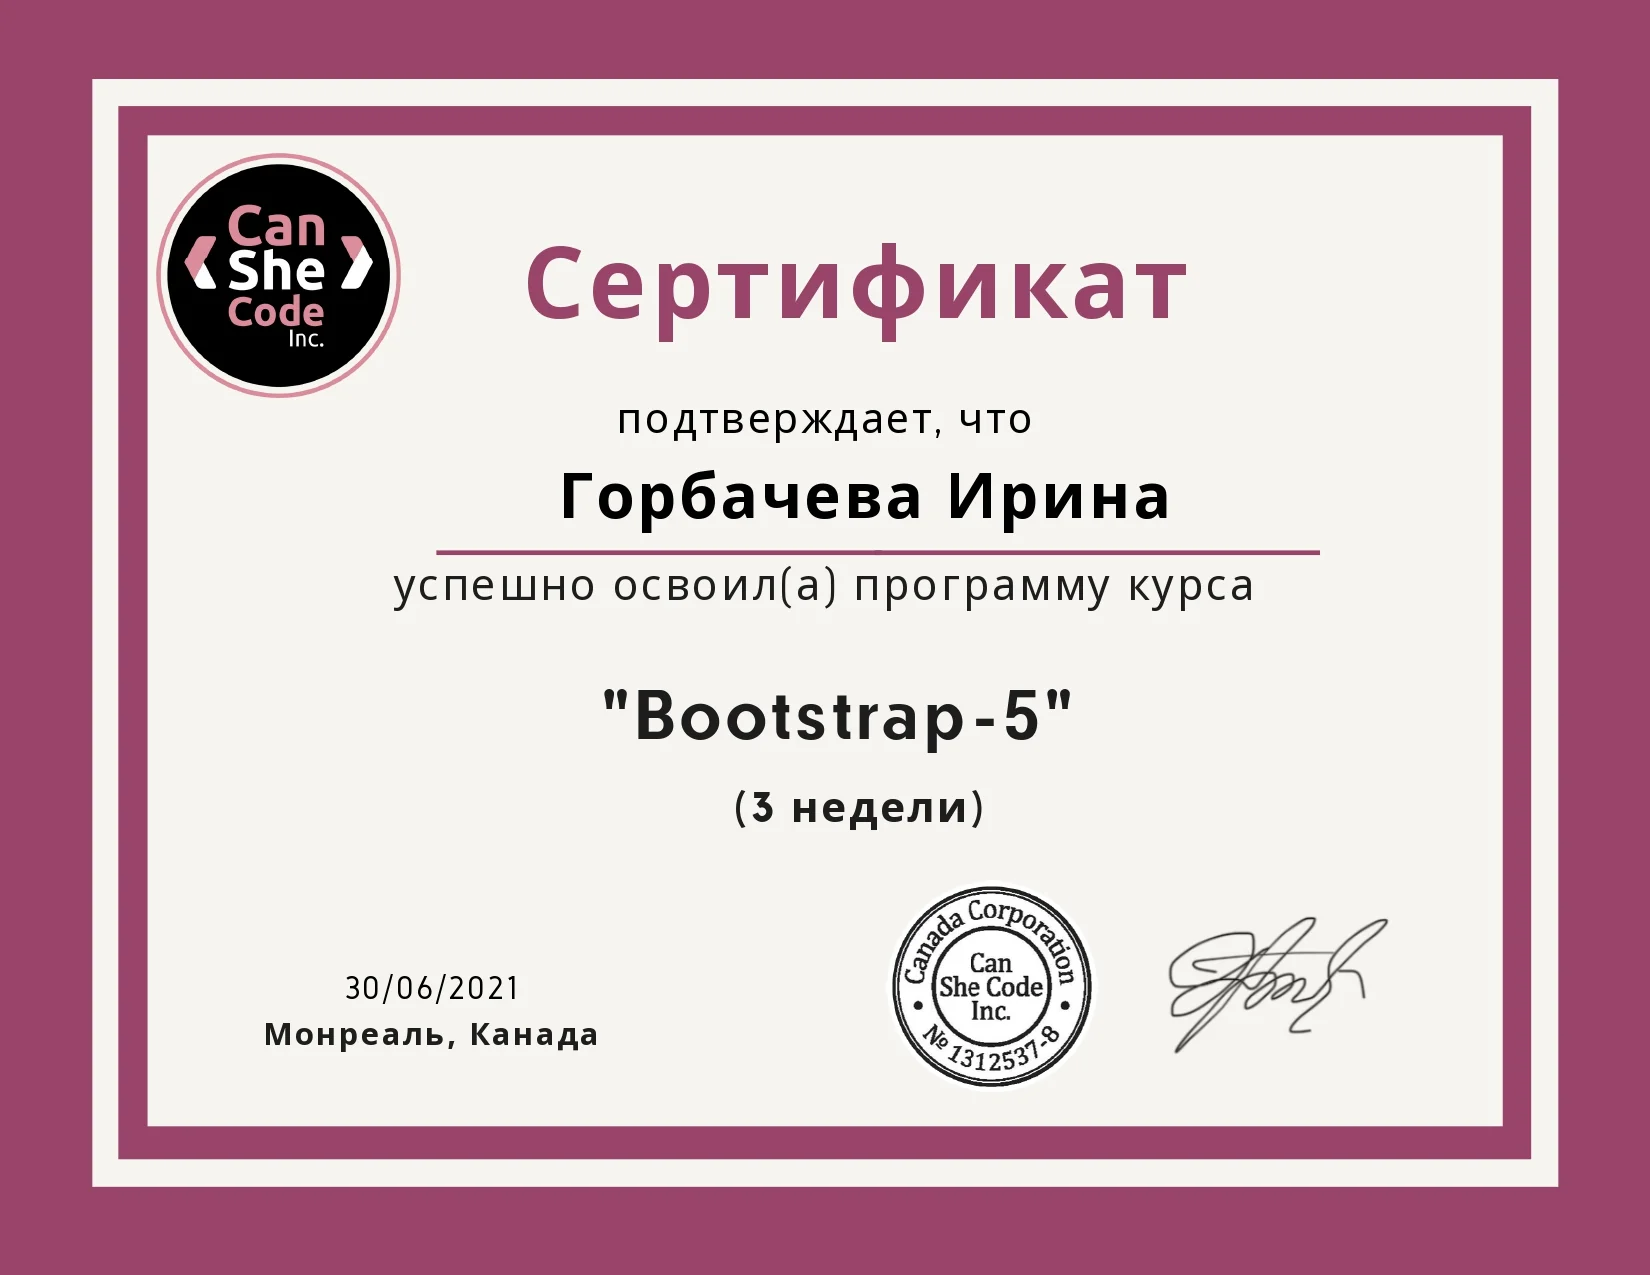 Can
She
Code
Inc.
Сертификат
подтверждает, что
Горбачева Ирина
успешно освоил(а) программу курса
"Bootstrap-5"
(3 недели)
30/06/2021
Монреаль, Канада
Canada Corporation
Can
She Code
Inc.
№ 1312537-8